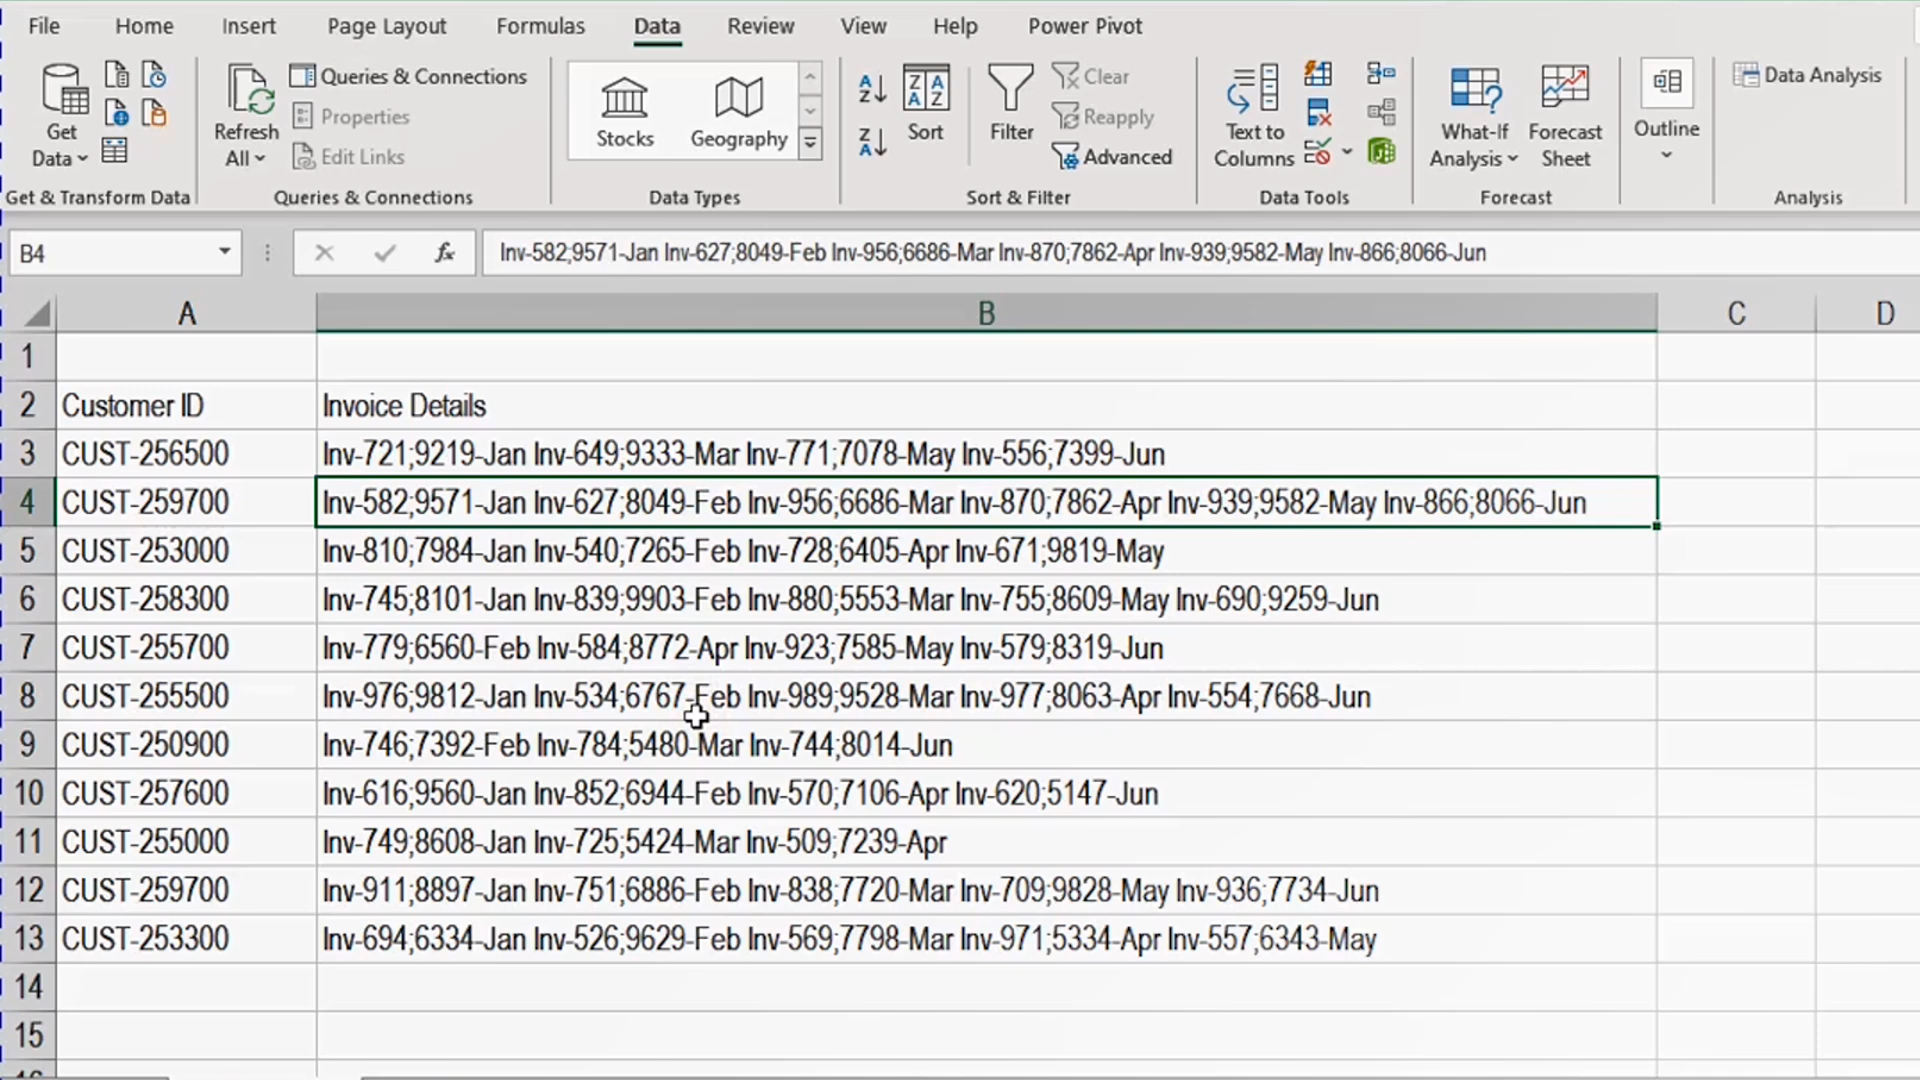 File Home Insert Page Layout Formulas Data Review View Help Power Pivot
Get Data
Refresh All
Queries & Connections
Properties
Edit Links
Stocks
Geography
Sort
Filter
Clear
Reapply
Advanced
Text to Columns
What-If Analysis
Forecast Sheet
Outline
Data Analysis
Get & Transform Data Queries & Connections Data Types Sort & Filter Data Tools Forecast Analysis
B4 fx Inv-582;9571-Jan Inv-627;8049-Feb Inv-956;6686-Mar Inv-870;7862-Apr Inv-939;9582-May Inv-866;8066-Jun
A B C D
1
2 Customer ID Invoice Details
3 CUST-256500 Inv-721;9219-Jan Inv-649;9333-Mar Inv-771;7078-May Inv-556;7399-Jun
4 CUST-259700 Inv-582;9571-Jan Inv-627;8049-Feb Inv-956;6686-Mar Inv-870;7862-Apr Inv-939;9582-May Inv-866;8066-Jun
5 CUST-253000 Inv-810;7984-Jan Inv-540;7265-Feb Inv-728;6405-Apr Inv-671;9819-May
6 CUST-258300 Inv-745;8101-Jan Inv-839;9903-Feb Inv-880;5553-Mar Inv-755;8609-May Inv-690;9259-Jun
7 CUST-255700 Inv-779;6560-Feb Inv-584;8772-Apr Inv-923;7585-May Inv-579;8319-Jun
8 CUST-255500 Inv-976;9812-Jan Inv-534;6767-Feb Inv-989;9528-Mar Inv-977;8063-Apr Inv-554;7668-Jun
9 CUST-250900 Inv-746;7392-Feb Inv-784;5480-Mar Inv-744;8014-Jun
10 CUST-257600 Inv-616;9560-Jan Inv-852;6944-Feb Inv-570;7106-Apr Inv-620;5147-Jun
11 CUST-255000 Inv-749;8608-Jan Inv-725;5424-Mar Inv-509;7239-Apr
12 CUST-259700 Inv-911;8897-Jan Inv-751;6886-Feb Inv-838;7720-Mar Inv-709;9828-May Inv-936;7734-Jun
13 CUST-253300 Inv-694;6334-Jan Inv-526;9629-Feb Inv-569;7798-Mar Inv-971;5334-Apr Inv-557;6343-May
14
15